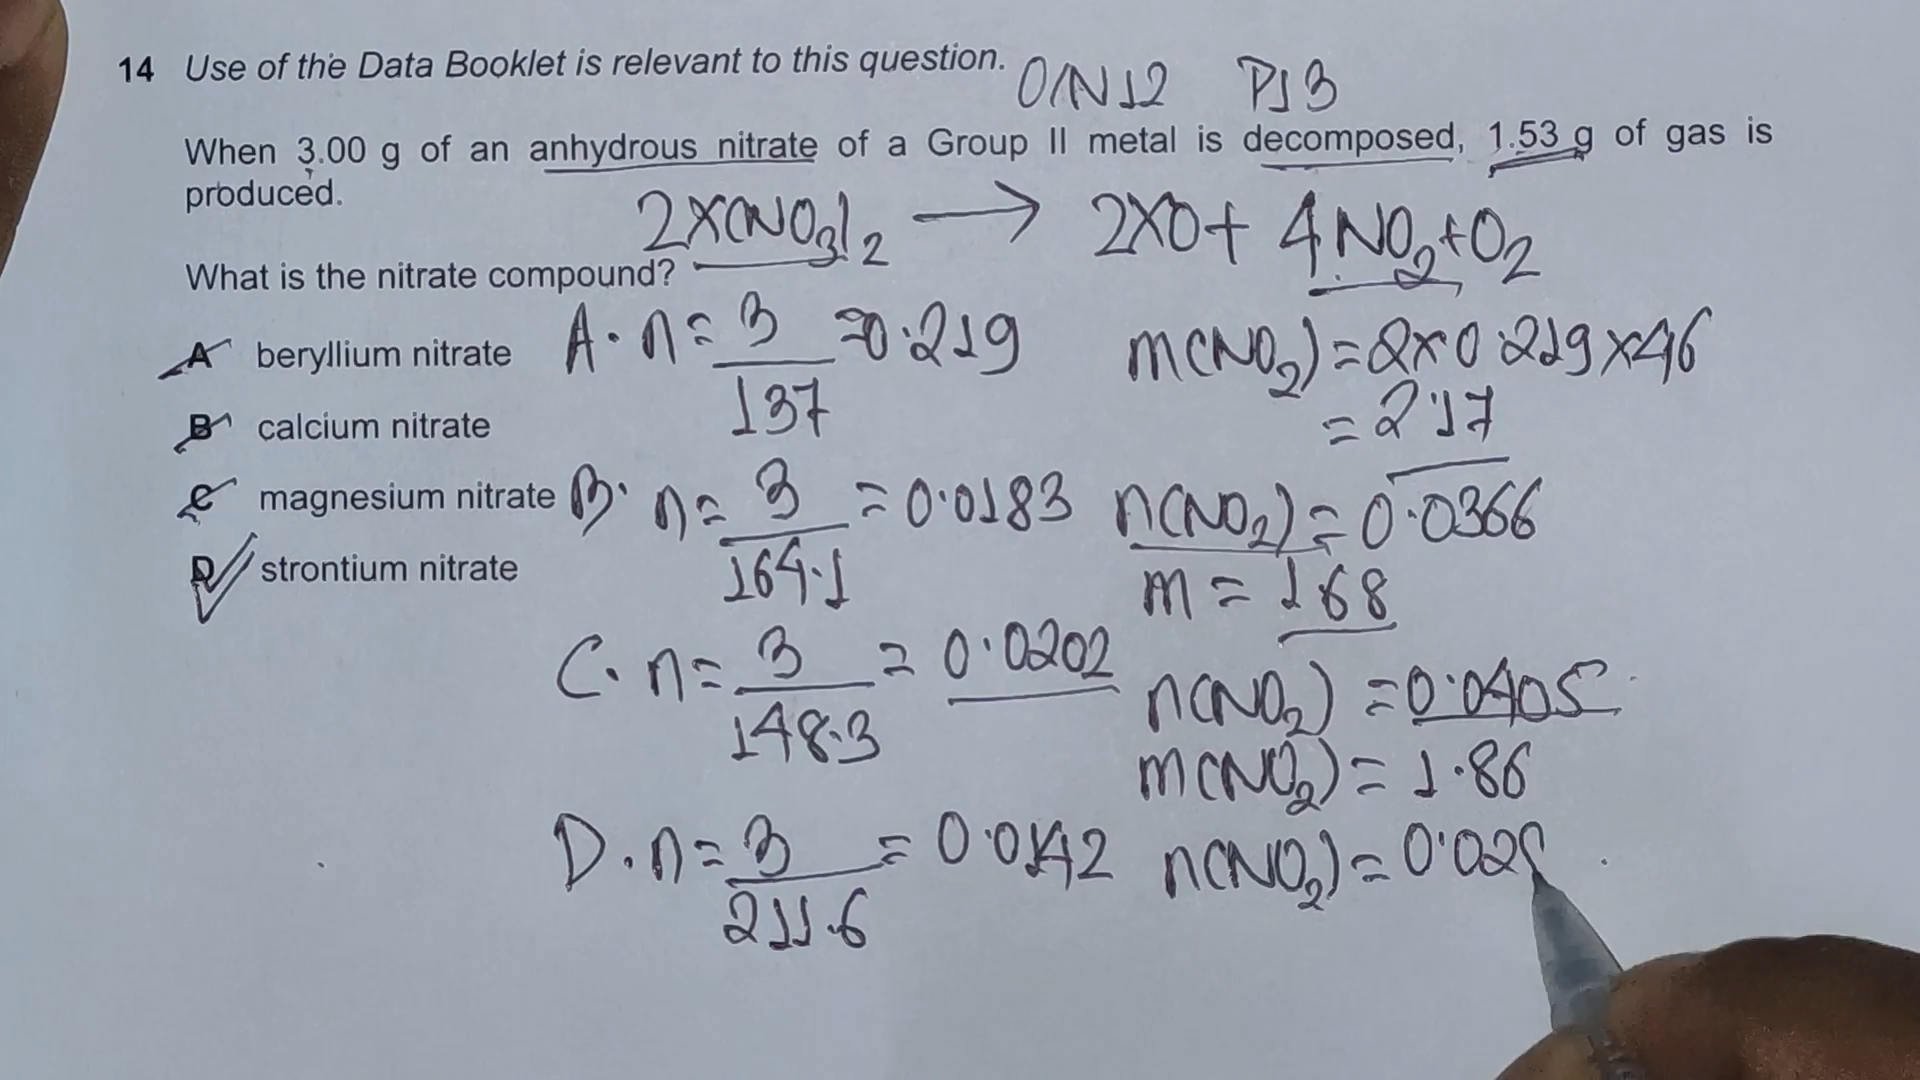 14 Use of the Data Booklet is relevant to this question. O/N12 P13
When 3.00 g of an anhydrous nitrate of a Group II metal is decomposed, 1.53 g of gas is
produced.
2X(NO3)2 → 2XO + 4NO2 + O2
What is the nitrate compound?
A beryllium nitrate
B calcium nitrate
C magnesium nitrate
D strontium nitrate
A. n = 3/137 = 0.219 m(NO2) = 2×0.219×46
= 2.17
B. n = 3/164.1 = 0.0183 n(NO2) = 0.0366
m = 1.68
C. n = 3/148.3 = 0.0202 n(NO2) = 0.0405
m(NO2) = 1.86
D. n = 3/211.6 = 0.0142 n(NO2) = 0.028